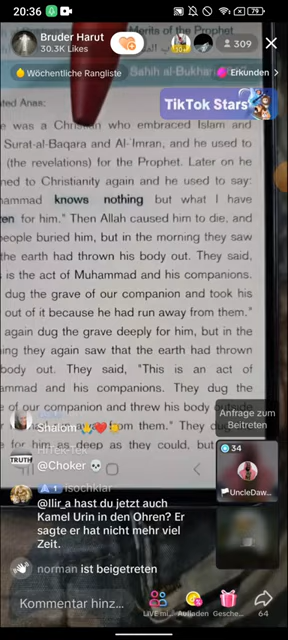 20:36
79
Bruder Harut
30.3K Likes
309
Merits of the Prophet
Wöchentliche Rangliste
Sahih al-Bukhari
Erkunden >
ted Anas:
TikTok Stars
e was a Christian who embraced Islam and
Surat-al-Baqara and Al-'Imran, and he used to
(the revelations) for the Prophet. Later on he
ned to Christianity again and he used to say:
hammad knows nothing but what I have
en for him." Then Allah caused him to die, and
eople buried him, but in the morning they saw
the earth had thrown his body out. They said,
is the act of Muhammad and his companions.
dug the grave of our companion and took his
out of it because he had run away from them."
again dug the grave deeply for him, but in the
ing they again saw that the earth had thrown
body out. They said, "This is an act of
ammad and his companions. They dug the
e of our companion and threw his body outside
from them." They
for him as deep as they could, but
Anfrage zum
Beitreten
Shalom
TRUTH
@Choker
34
UncleDaw...
1
@Ilir_a hast du jetzt auch
Kamel Urin in den Ohren? Er
sagte er hat nicht mehr viel
Zeit.
norman ist beigetreten
Kommentar hinz...
LIVE mi...
Aufladen
Gesche...
64